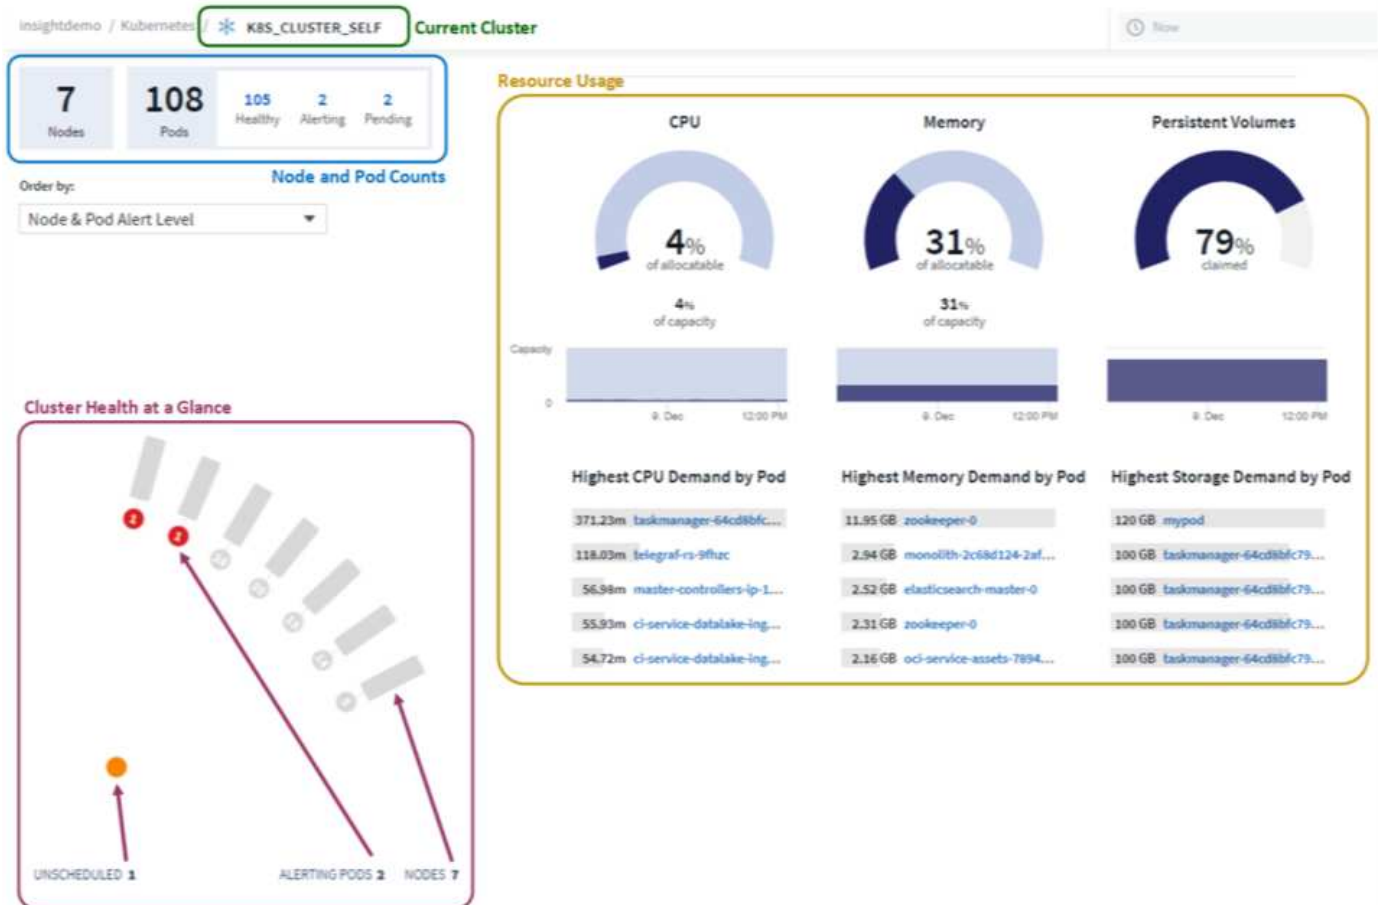 insightdemo / Kubernetes / K8S_CLUSTER_SELF Current Cluster
Now
7
Nodes
108
Pods
105
Healthy
2
Alerting
2
Pending
Node and Pod Counts
Order by:
Node & Pod Alert Level
Resource Usage
CPU
4%
of allocatable
4%
of capacity
Memory
31%
of allocatable
31%
of capacity
Persistent Volumes
79%
claimed
Capacity
0
9. Dec 12:00 PM
9. Dec 12:00 PM
9. Dec 12:00 PM
Highest CPU Demand by Pod
371.23m taskmanager-64cd8bfc...
118.03m telegraf-rs-9fhzc
56.98m master-controllers-ip-1...
55.93m ci-service-datalake-ing...
54.72m ci-service-datalake-ing...
Highest Memory Demand by Pod
11.95 GB zookeeper-0
2.94 GB monolith-2c68d124-2af...
2.52 GB elasticsearch-master-0
2.31 GB zookeeper-0
2.16 GB oci-service-assets-7894...
Highest Storage Demand by Pod
120 GB mypod
100 GB taskmanager-64cd8bfc79...
100 GB taskmanager-64cd8bfc79...
100 GB taskmanager-64cd8bfc79...
100 GB taskmanager-64cd8bfc79...
Cluster Health at a Glance
UNSCHEDULED 1
ALERTING PODS 2
NODES 7